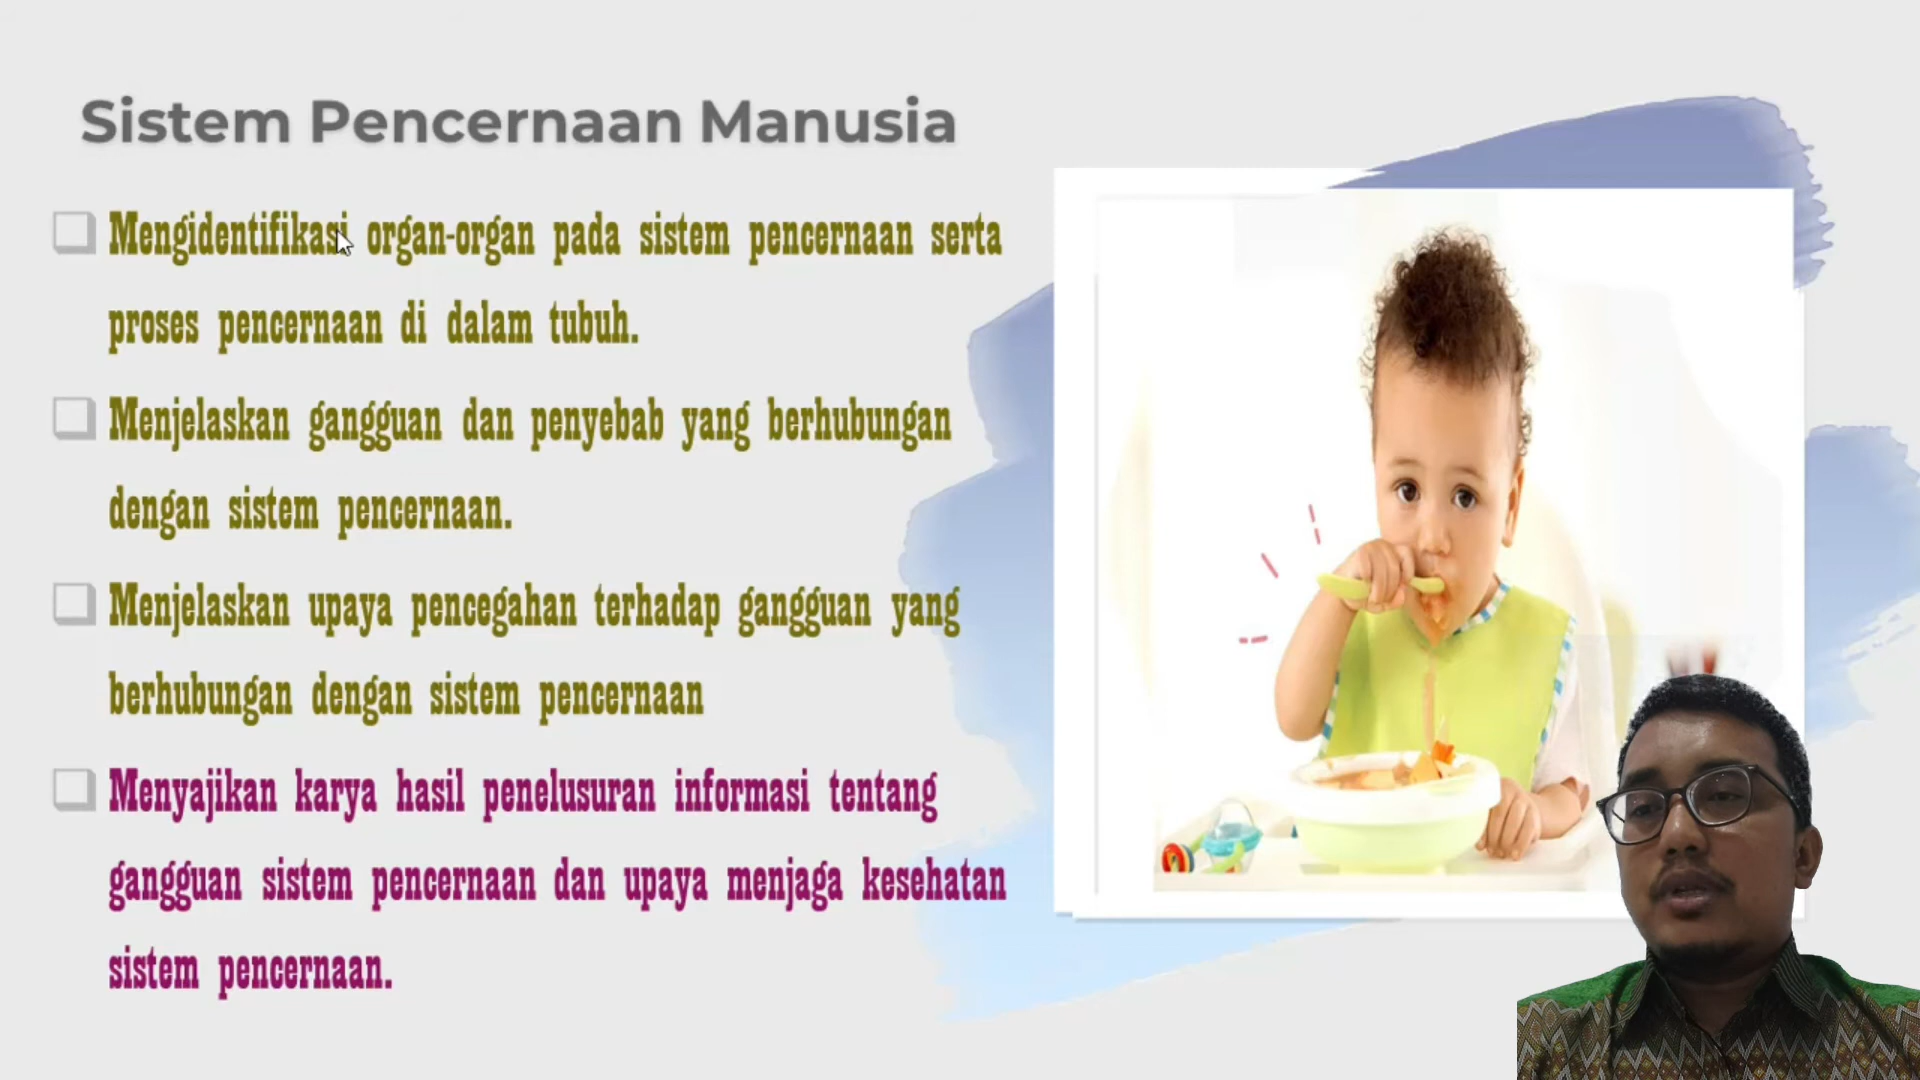 Sistem Pencernaan Manusia
Mengidentifikasi organ-organ pada sistem pencernaan serta
proses pencernaan di dalam tubuh.
Menjelaskan gangguan dan penyebab yang berhubungan
dengan sistem pencernaan.
Menjelaskan upaya pencegahan terhadap gangguan yang
berhubungan dengan sistem pencernaan
Menyajikan karya hasil penelusuran informasi tentang
gangguan sistem pencernaan dan upaya menjaga kesehatan
sistem pencernaan.